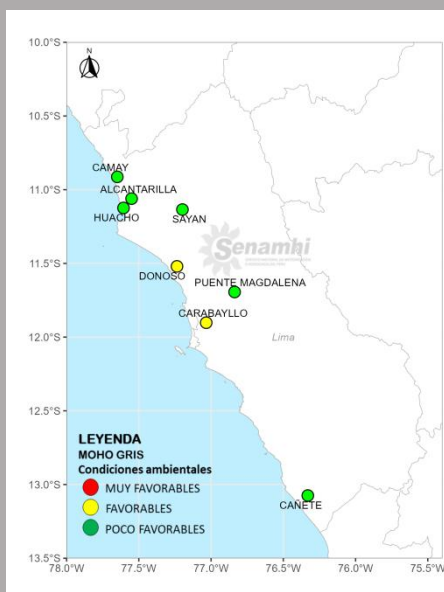 N
10.0°S
10.5°S
11.0°S
11.5°S
12.0°S
12.5°S
13.0°S
13.5°S
CAMAY
ALCANTARILLA
HUACHO
SAYAN
Senamhi
DONOSO
PUENTE MAGDALENA
CARABAYLLO
Lima
CAÑETE
LEYENDA
MOHO GRIS
Condiciones ambientales
MUY FAVORABLES
FAVORABLES
POCO FAVORABLES
78.0°W 77.5°W 77.0°W 76.5°W 76.0°W 75.5°W